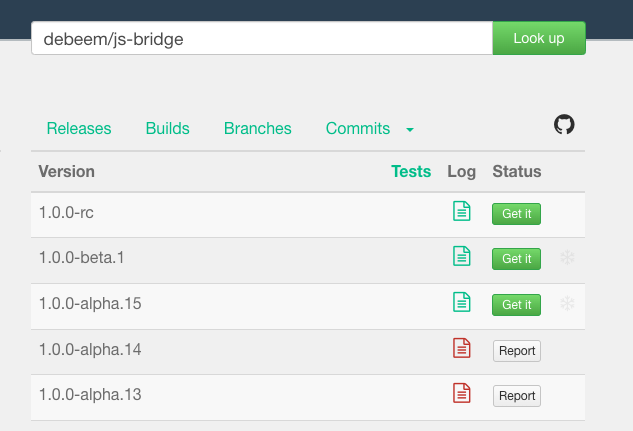 debeem/js-bridge Look up
Releases Builds Branches Commits
Version Tests Log Status
1.0.0-rc Get it
1.0.0-beta.1 Get it
1.0.0-alpha.15 Get it
1.0.0-alpha.14 Report
1.0.0-alpha.13 Report